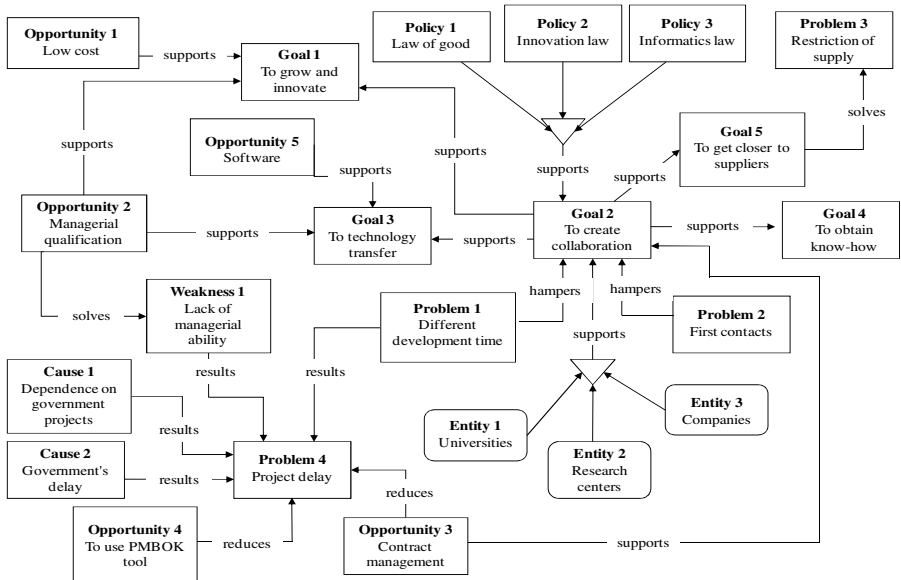 Opportunity 1
Low cost
supports
Goal 1
To grow and
innovate
Policy 1
Law of good
Policy 2
Innovation law
Policy 3
Informatics law
Problem 3
Restriction of
supply
solves
supports
Opportunity 5
Software
supports
supports
supports
Goal 5
To get closer to
suppliers
supports
Opportunity 2
Managerial
qualification
supports
Goal 3
To technology
transfer
supports
Goal 2
To create
collaboration
supports
Goal 4
To obtain
know-how
solves
Weakness 1
Lack of
managerial
ability
hampers
hampers
Problem 1
Different
development time
supports
Problem 2
First contacts
results
results
Cause 1
Dependence on
government
projects
results
Entity 1
Universities
Entity 3
Companies
Entity 2
Research
centers
Cause 2
Government's
delay
results
Problem 4
Project delay
reduces
Opportunity 4
To use PMBOK
tool
reduces
Opportunity 3
Contract
management
supports